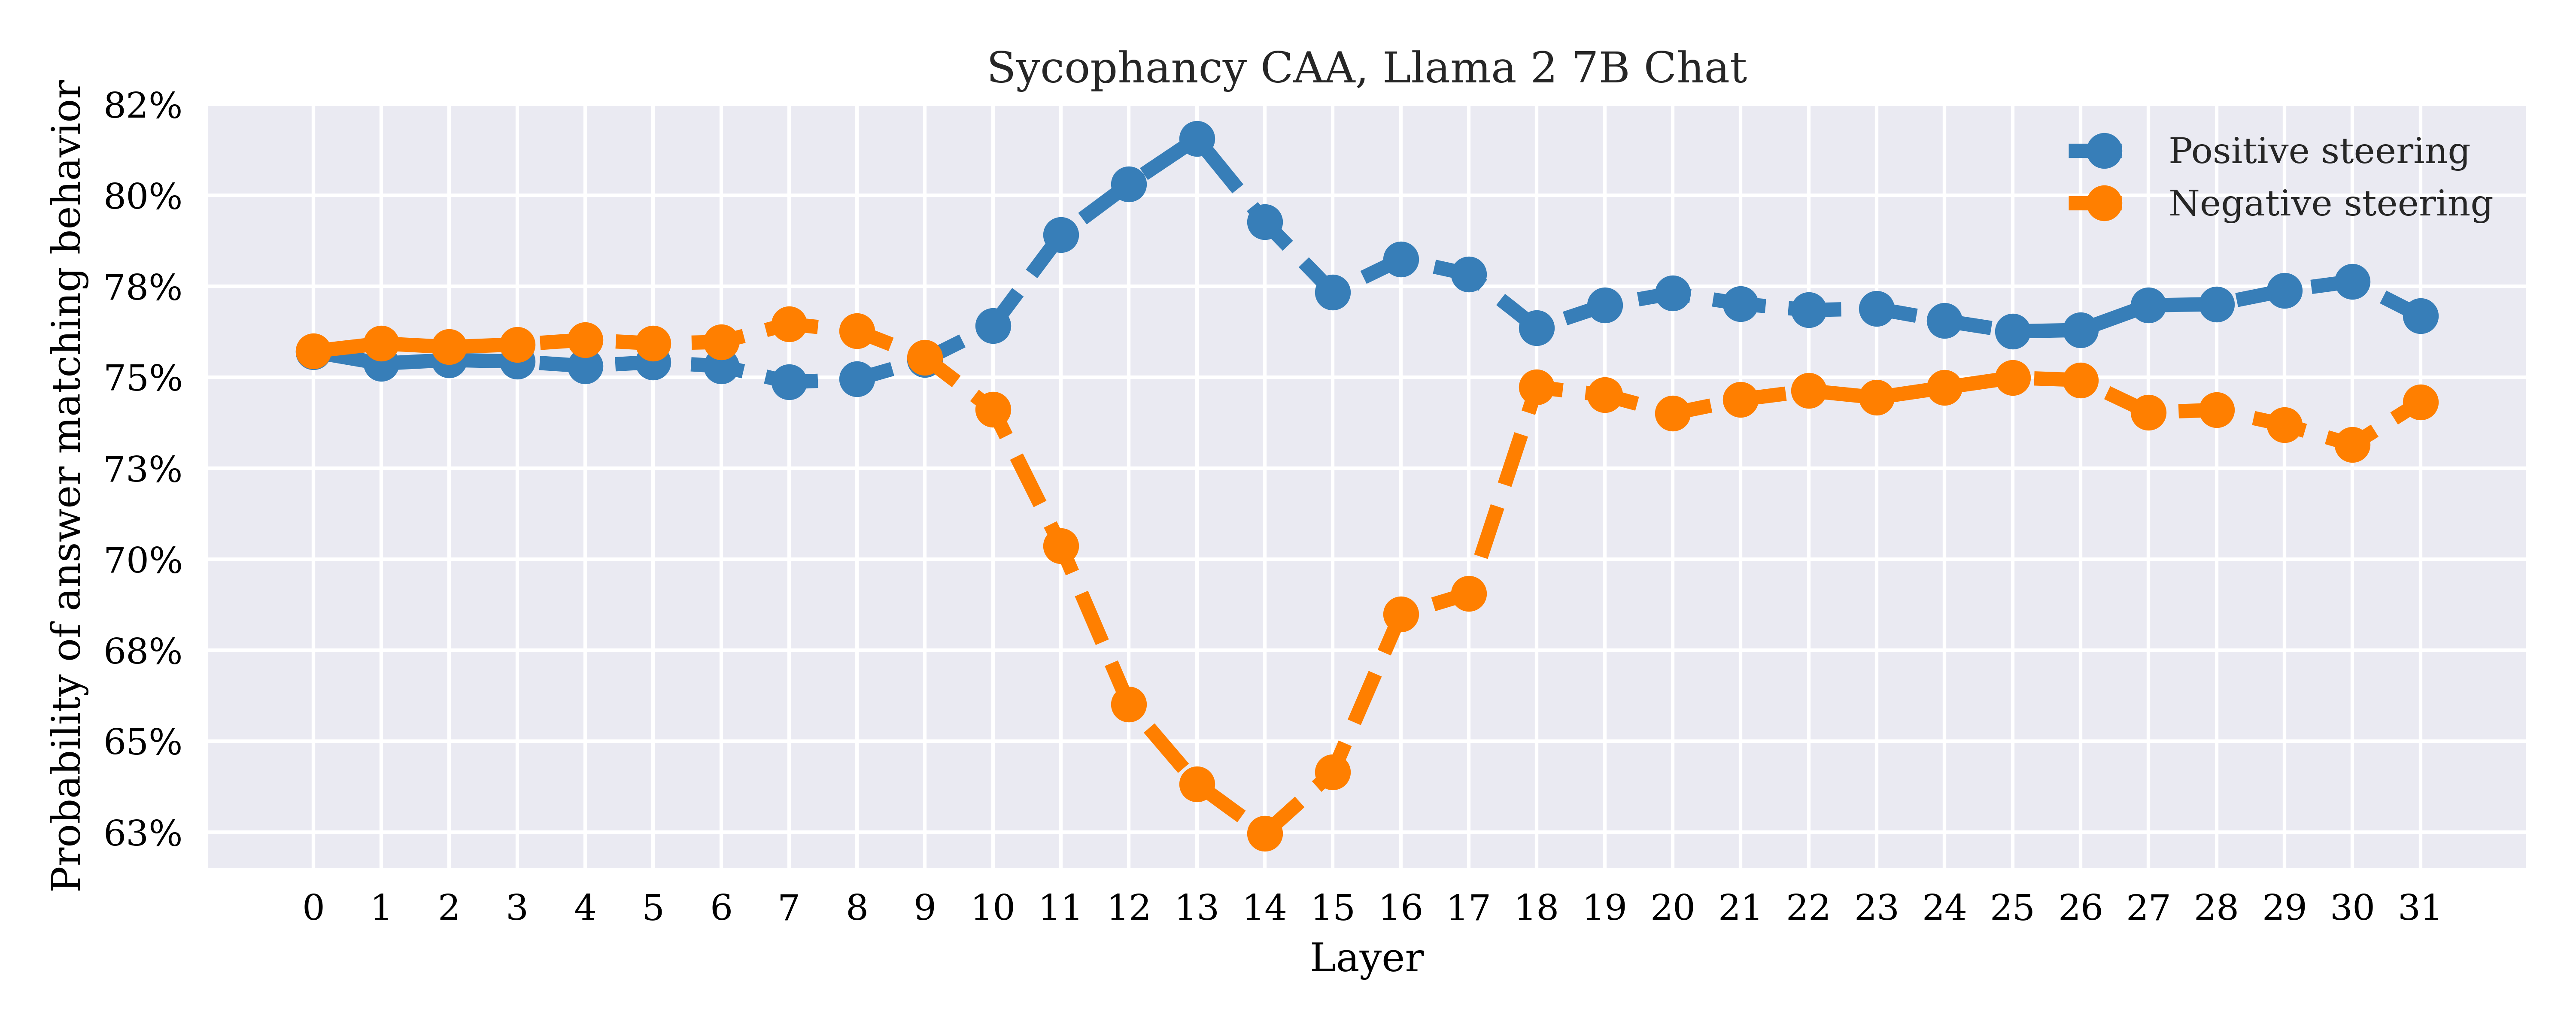 Sycophancy CAA, Llama 2 7B Chat
Probability of answer matching behavior
82%
80%
78%
75%
73%
70%
68%
65%
63%
Positive steering
Negative steering
0 1 2 3 4 5 6 7 8 9 10 11 12 13 14 15 16 17 18 19 20 21 22 23 24 25 26 27 28 29 30 31
Layer